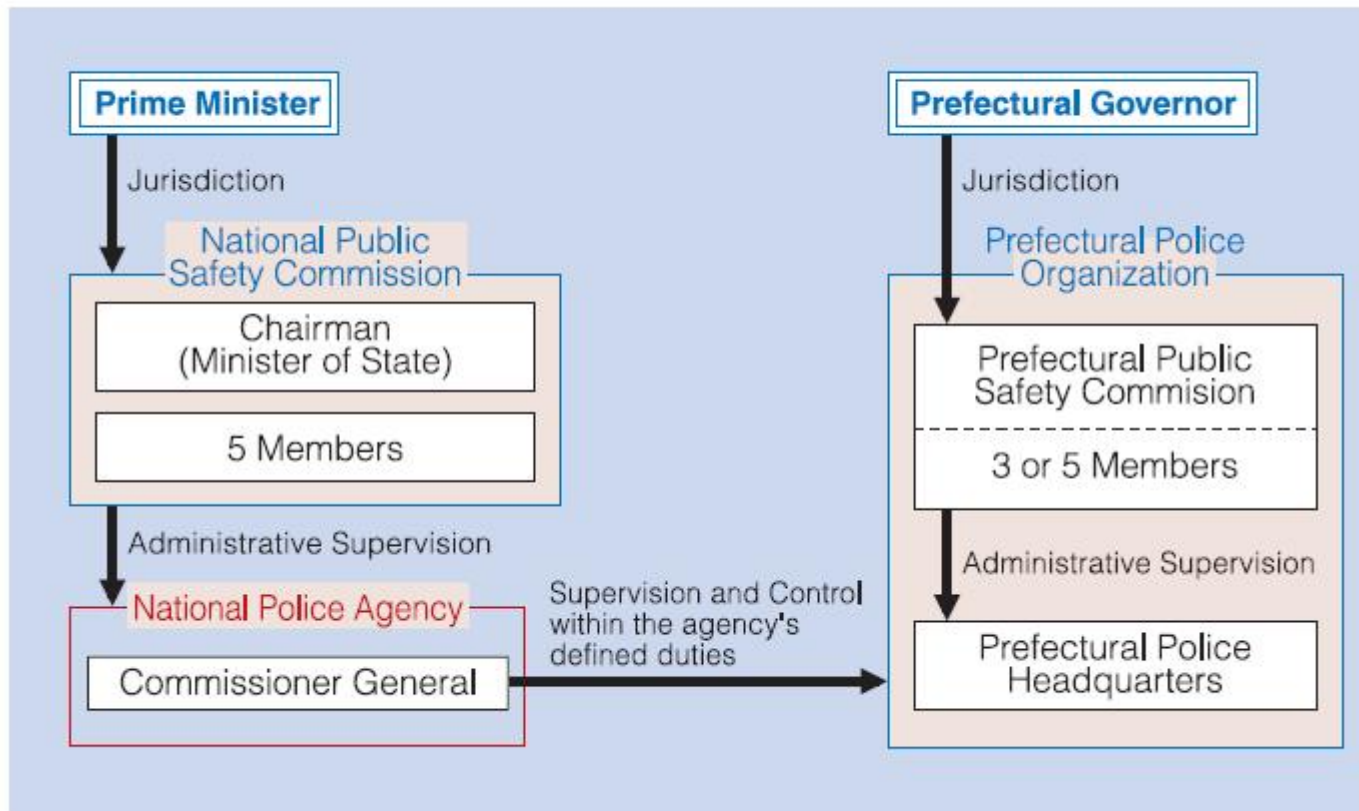 Prime Minister
Jurisdiction
National Public
Safety Commission
Chairman
(Minister of State)
5 Members
Administrative Supervision
National Police Agency
Commissioner General
Supervision and Control
within the agency's
defined duties
Prefectural Governor
Jurisdiction
Prefectural Police
Organization
Prefectural Public
Safety Commision
3 or 5 Members
Administrative Supervision
Prefectural Police
Headquarters